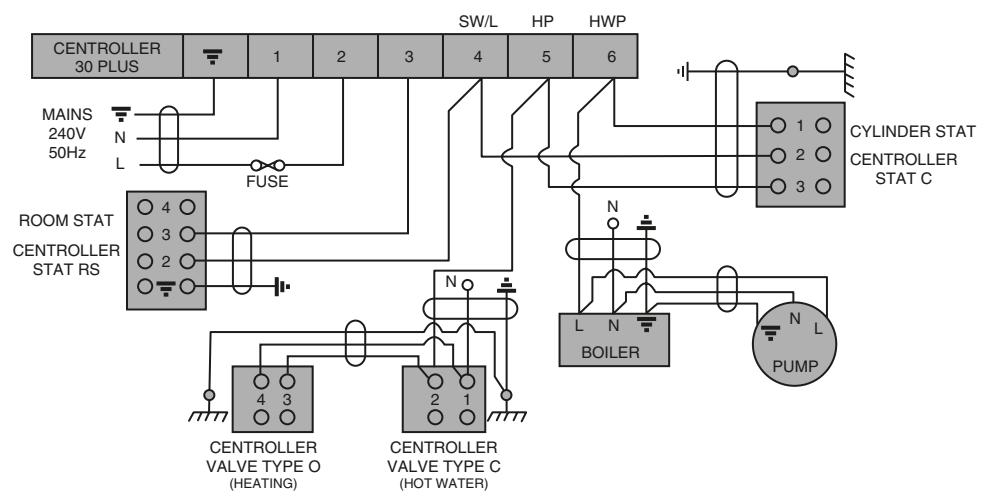 SW/L HP HWP
CENTROLLER
30 PLUS
1 2 3 4 5 6
MAINS
240V
50Hz
N
L
FUSE
1
2
3
CYLINDER STAT
CENTROLLER
STAT C
ROOM STAT
CENTROLLER
STAT RS
4
3
2
N
N
L N
BOILER
N
L
PUMP
4 3
2 1
CENTROLLER
VALVE TYPE O
(HEATING)
CENTROLLER
VALVE TYPE C
(HOT WATER)